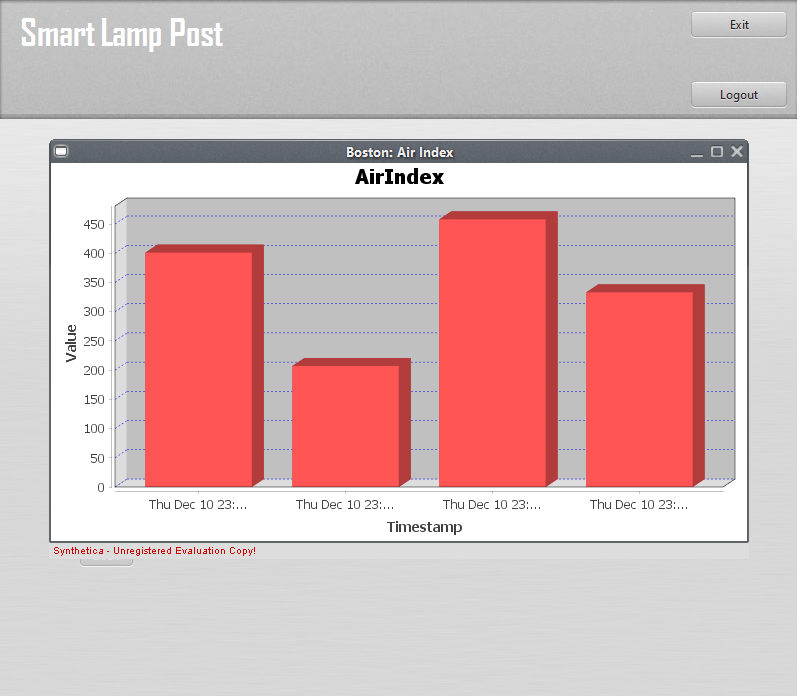 Smart Lamp Post
Exit
Logout
Boston: Air Index
AirIndex
Value
450
400
350
300
250
200
150
100
50
0
Thu Dec 10 23:... Thu Dec 10 23:... Thu Dec 10 23:... Thu Dec 10 23:...
Timestamp
Synthetica - Unregistered Evaluation Copy!